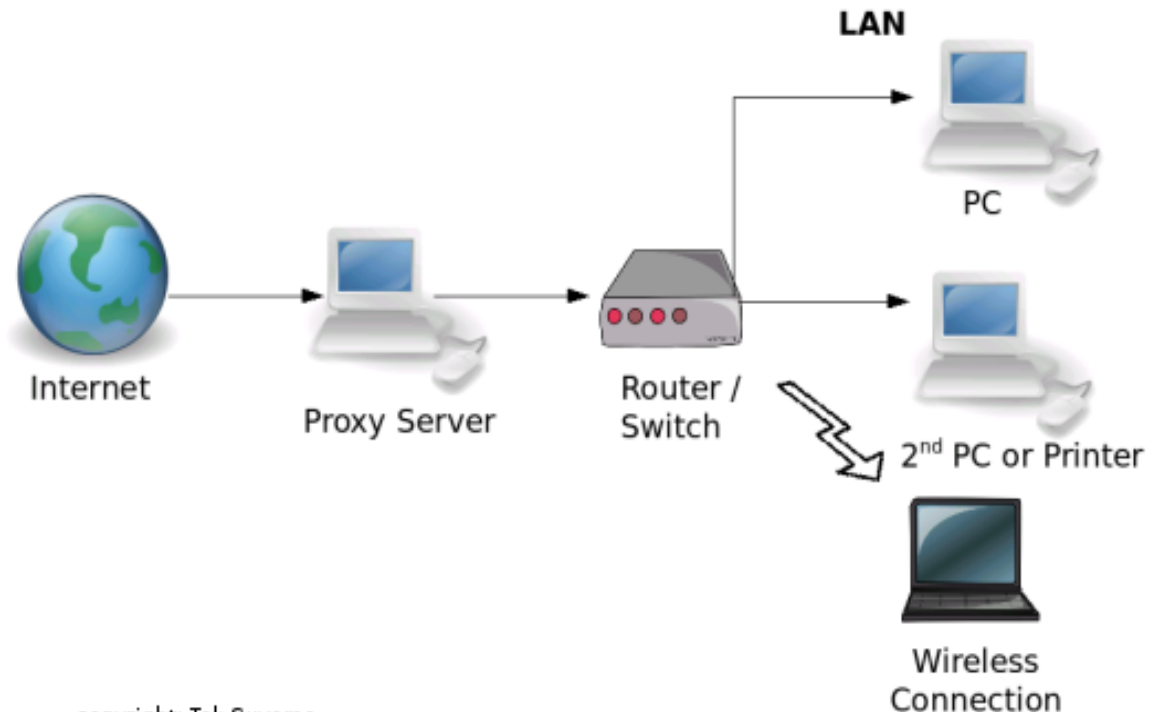 LAN
PC
Internet
Proxy Server
Router /
Switch
2nd PC or Printer
Wireless
Connection